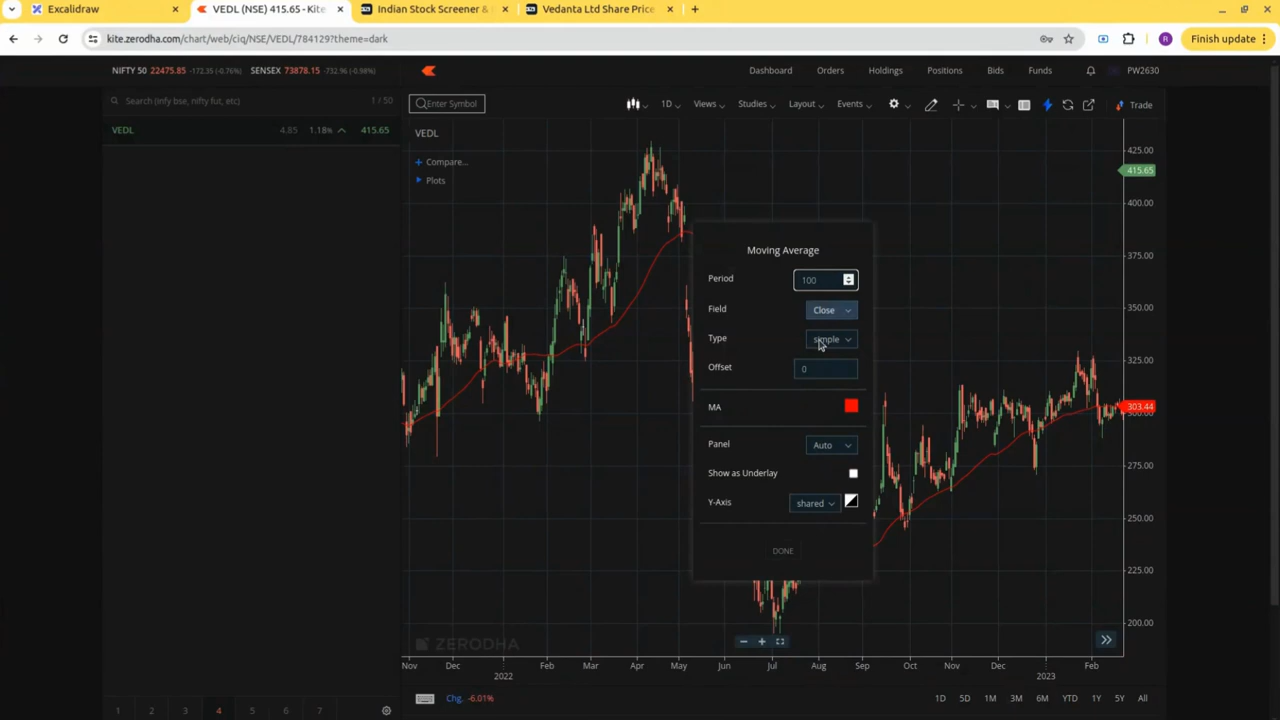 Excalidraw
VEDL (NSE) 415.65 - Kite
Indian Stock Screener &
Vedanta Ltd Share Price
kite.zerodha.com/chart/web/ciq/NSE/VEDL/784129?theme=dark
R
Finish update
NIFTY 50 22475.85 -172.35 (-0.76%) SENSEX 73878.15 -732.96 (-0.98%)
Dashboard Orders Holdings Positions Bids Funds PW2630
Search (infy bse, nifty fut, etc) 1 / 50
Enter Symbol 1D Views Studies Layout Events Trade
VEDL 4.85 1.18% 415.65
VEDL
Compare...
Plots
425.00
415.65
400.00
375.00
350.00
325.00
303.44
300.00
275.00
250.00
225.00
200.00
Moving Average
Period 100
Field Close
Type simple
Offset 0
MA
Panel Auto
Show as Underlay
Y-Axis shared
DONE
ZERODHA
Nov Dec Feb Mar Apr May Jun Jul Aug Sep Oct Nov Dec Feb
2022 2023
Chg. -6.01% 1D 5D 1M 3M 6M YTD 1Y 5Y All
1 2 3 4 5 6 7